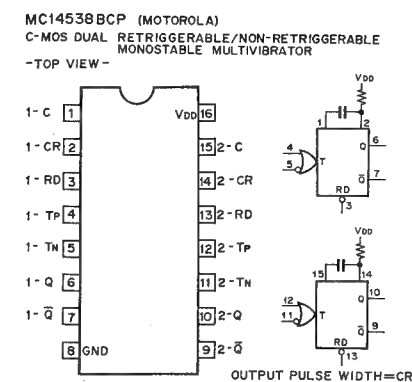 MC14538BCP (MOTOROLA)
C-MOS DUAL RETRIGGERABLE/NON-RETRIGGERABLE
MONOSTABLE MULTIVIBRATOR
-TOP VIEW-
1-C 1
VDD 16
1-CR 2
15 2-C
1-RD 3
14 2-CR
1-TP 4
13 2-RD
1-TN 5
12 2-TP
1-Q 6
11 2-TN
1-Q̅ 7
10 2-Q
8 GND
9 2-Q̅
VDD
1 2
4 Q 6
5 T
Q̅ 7
RD
3
VDD
15 14
12 Q 10
11 T
Q̅ 9
RD
13
OUTPUT PULSE WIDTH=CR